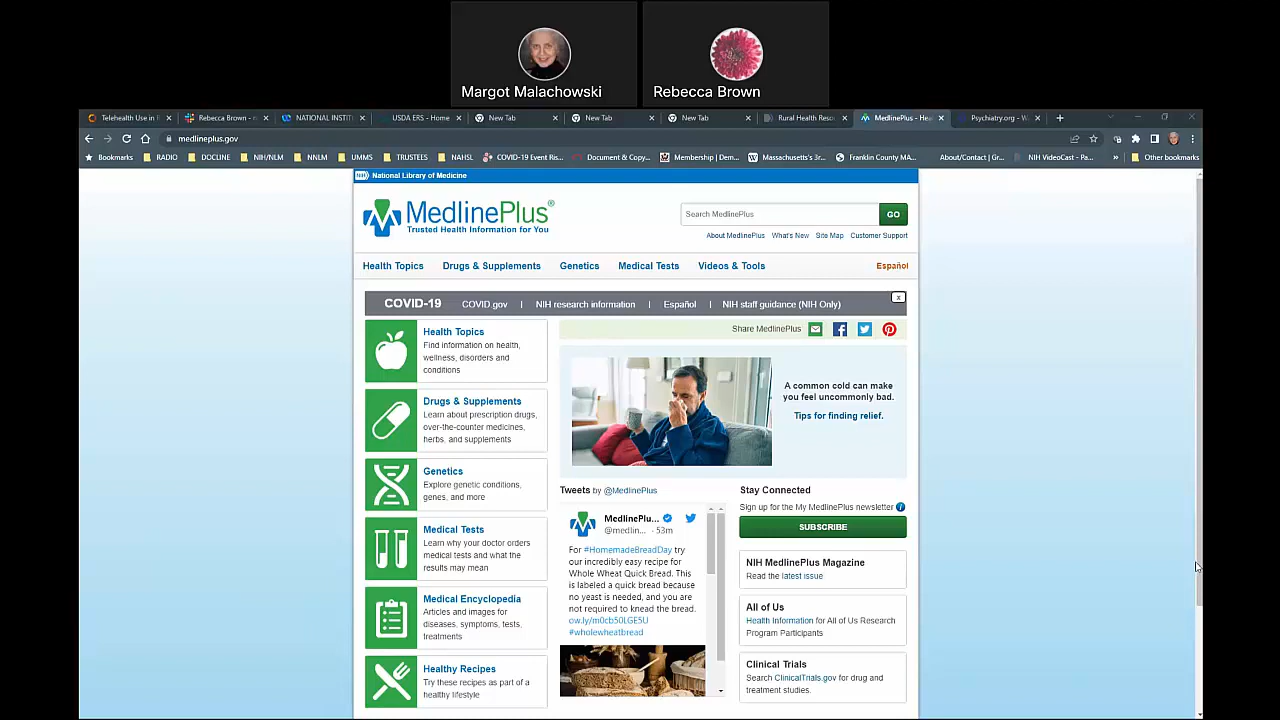 Margot Malachowski
Rebecca Brown
Telehealth Use in
Rebecca Brown -
NATIONAL INSTIT
USDA ERS - Home
New Tab
New Tab
New Tab
Rural Health Reso
MedlinePlus - Hea
Psychiatry.org - W
medlineplus.gov
Bookmarks
RADIO
DOCLINE
NIH/NLM
NNLM
UMMS
TRUSTEES
NAHSL
COVID-19 Event Ris...
Document & Copy...
Membership | Dem...
Massachusetts's 3r...
Franklin County MA...
About/Contact | Gr...
NIH VideoCast - Pa...
»
Other bookmarks
NIH National Library of Medicine
MedlinePlus®
Trusted Health Information for You
Search MedlinePlus
GO
About MedlinePlus What's New Site Map Customer Support
Health Topics Drugs & Supplements Genetics Medical Tests Videos & Tools Español
COVID-19 COVID.gov | NIH research information | Español | NIH staff guidance (NIH Only)
x
Health Topics
Find information on health,
wellness, disorders and
conditions
Drugs & Supplements
Learn about prescription drugs,
over-the-counter medicines,
herbs, and supplements
Genetics
Explore genetic conditions,
genes, and more
Medical Tests
Learn why your doctor orders
medical tests and what the
results may mean
Medical Encyclopedia
Articles and images for
diseases, symptoms, tests,
treatments
Healthy Recipes
Try these recipes as part of a
healthy lifestyle
Share MedlinePlus
A common cold can make
you feel uncommonly bad.
Tips for finding relief.
Tweets by @MedlinePlus
MedlinePlu...
@medlin... · 53m
For #HomemadeBreadDay try
our incredibly easy recipe for
Whole Wheat Quick Bread. This
is labeled a quick bread because
no yeast is needed, and you are
not required to knead the bread.
ow.ly/m0cb50LGE5U
#wholewheatbread
Stay Connected
Sign up for the My MedlinePlus newsletter
SUBSCRIBE
NIH MedlinePlus Magazine
Read the latest issue
All of Us
Health Information for All of Us Research
Program Participants
Clinical Trials
Search ClinicalTrials.gov for drug and
treatment studies.